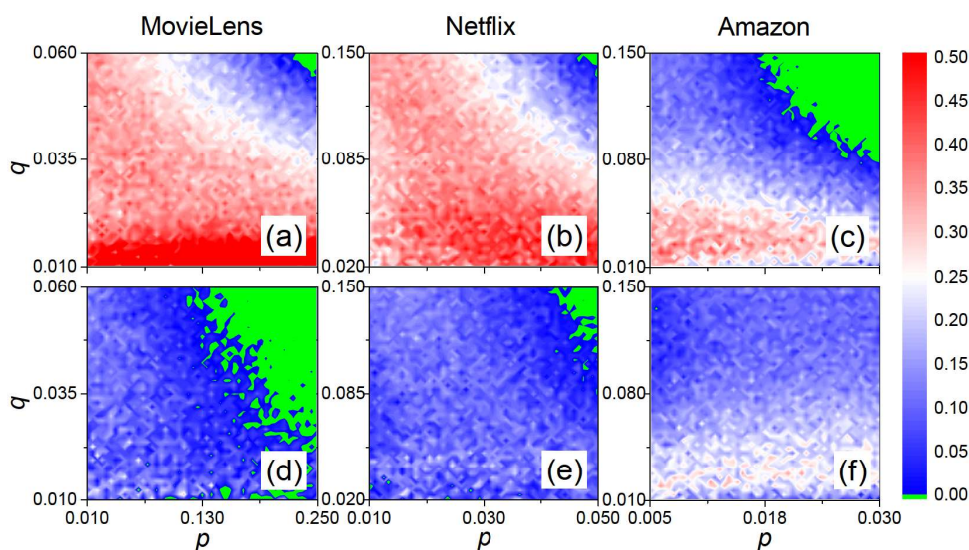 MovieLens Netflix Amazon
0.060 0.150 0.150 0.50
0.45
0.40
q 0.035 0.085 0.080 0.35
(a) (b) (c) 0.30
0.010 0.020 0.010
0.060 0.150 0.150 0.25
0.20
q 0.035 0.085 0.080 0.15
0.10
(d) (e) (f) 0.05
0.010 0.020 0.010 0.00
0.010 0.130 0.250 0.010 0.030 0.050 0.005 0.018 0.030
p p p